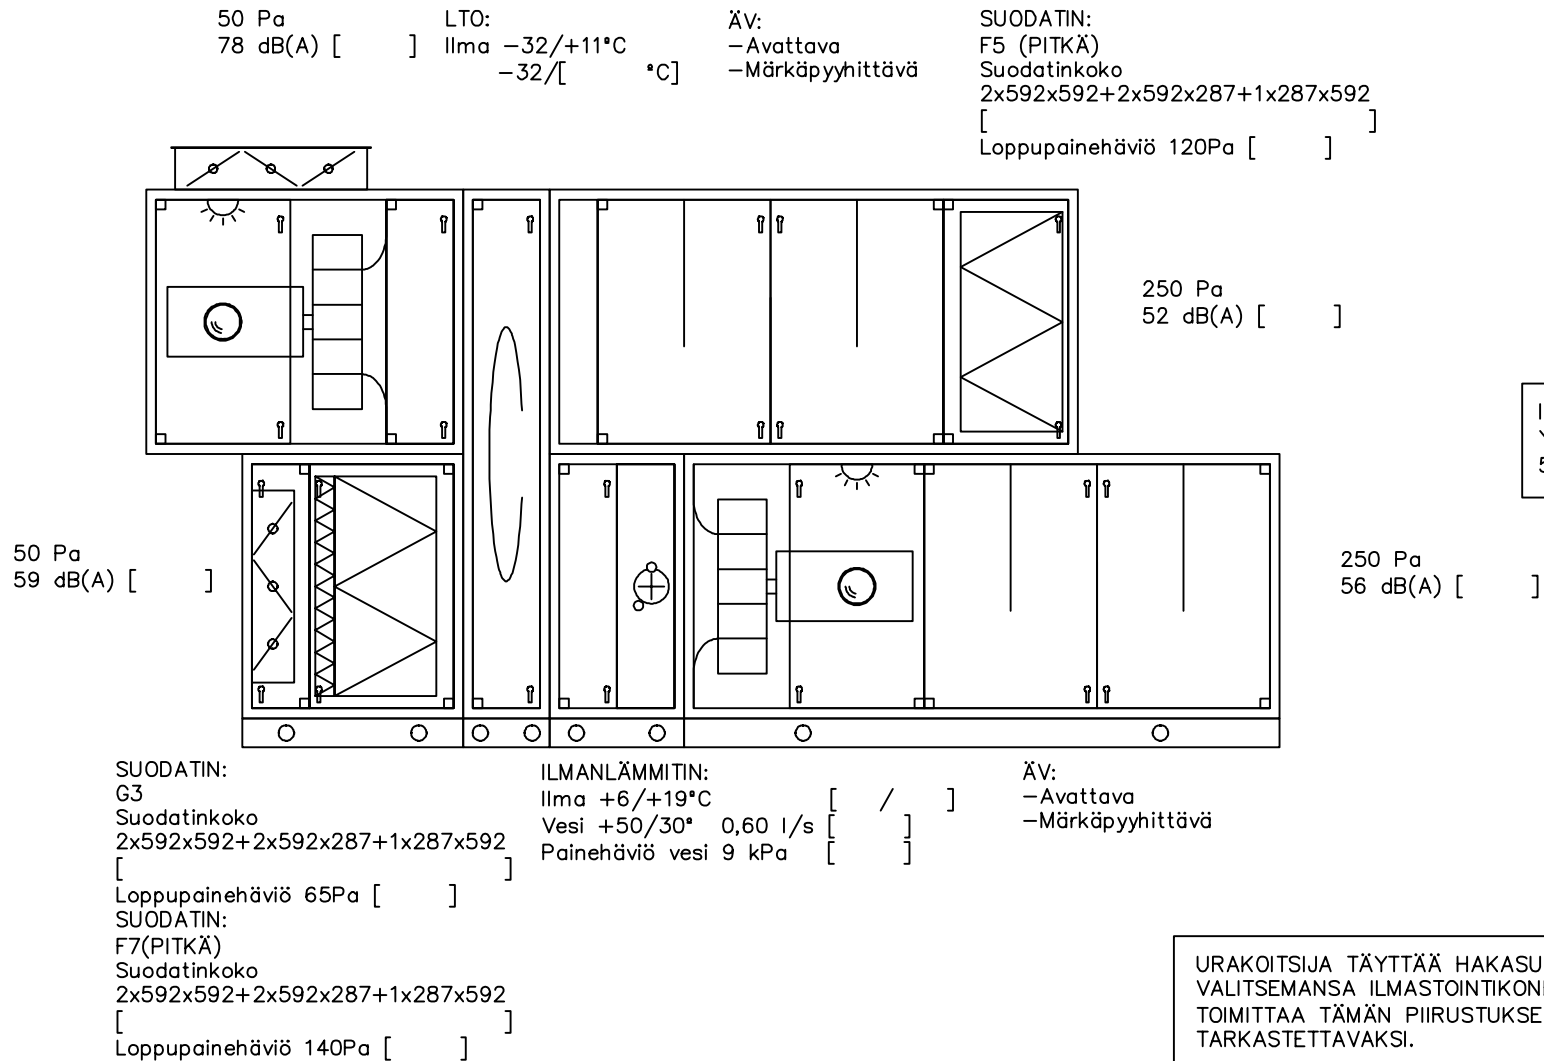 50 Pa
78 dB(A) [ ]
LTO:
Ilma -32/+11°C
-32/[ °C]
ÄV:
-Avattava
-Märkäpyyhittävä
SUODATIN:
F5 (PITKÄ)
Suodatinkoko
2x592x592+2x592x287+1x287x592
[ ]
Loppupainehäviö 120Pa [ ]
250 Pa
52 dB(A) [ ]
50 Pa
59 dB(A) [ ]
250 Pa
56 dB(A) [ ]
SUODATIN:
G3
Suodatinkoko
2x592x592+2x592x287+1x287x592
[ ]
Loppupainehäviö 65Pa [ ]
SUODATIN:
F7(PITKÄ)
Suodatinkoko
2x592x592+2x592x287+1x287x592
[ ]
Loppupainehäviö 140Pa [ ]
ILMANLÄMMITIN:
Ilma +6/+19°C [ / ]
Vesi +50/30° 0,60 l/s [ ]
Painehäviö vesi 9 kPa [ ]
ÄV:
-Avattava
-Märkäpyyhittävä
URAKOITSIJA TÄYTTÄÄ HAKASU
VALITSEMANSA ILMASTOINTIKON
TOIMITTAA TÄMÄN PIIRUSTUKSE
TARKASTETTAVAKSI.